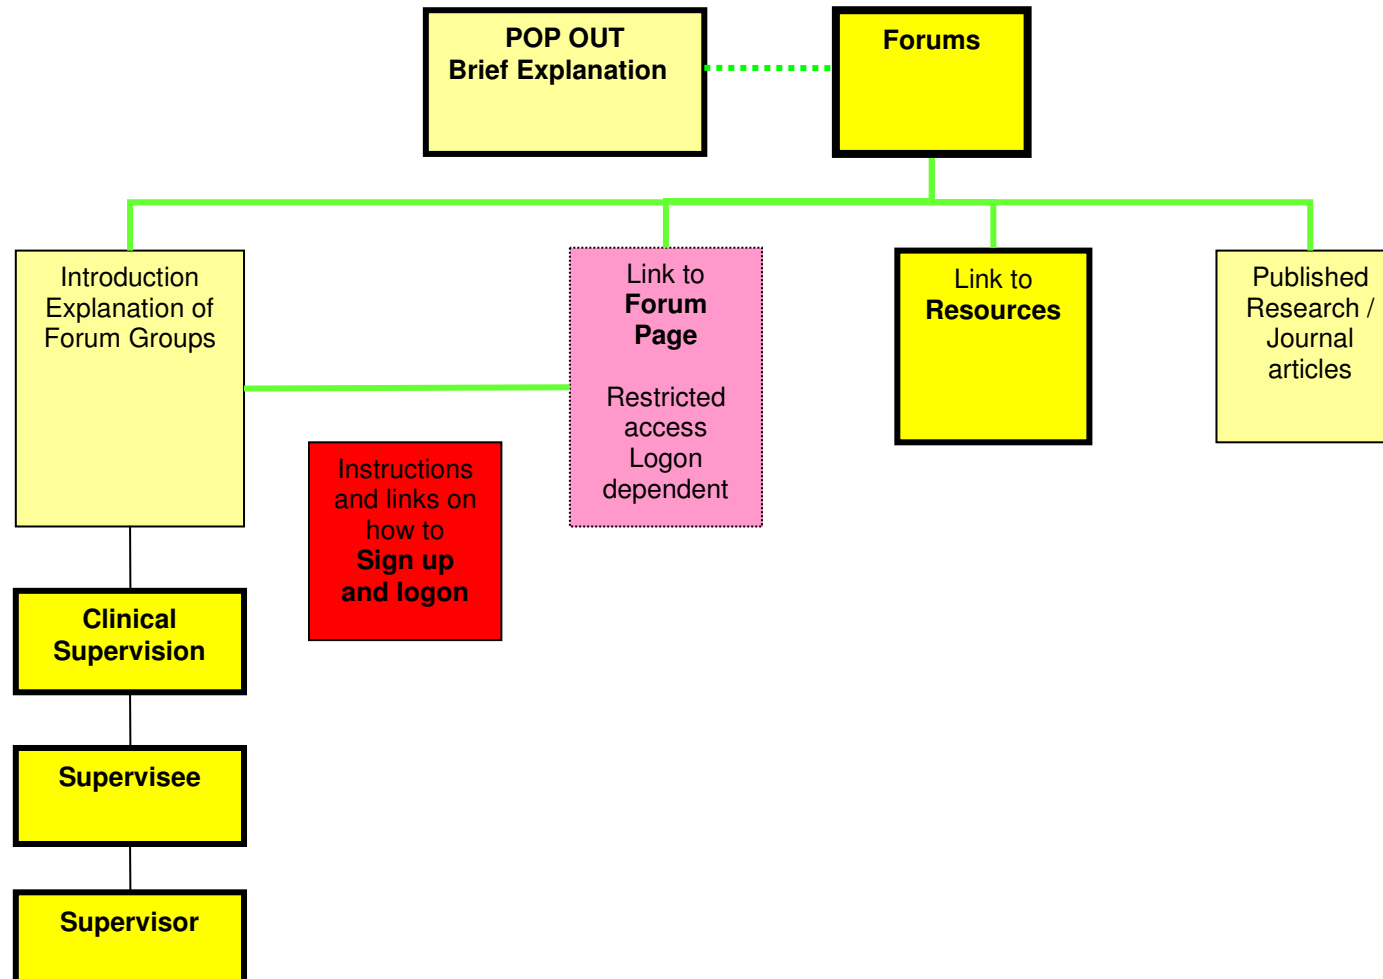 POP OUT
Brief Explanation
Forums
Introduction
Explanation of
Forum Groups
Link to
Forum
Page
Restricted
access
Logon
dependent
Link to
Resources
Published
Research /
Journal
articles
Instructions
and links on
how to
Sign up
and logon
Clinical
Supervision
Supervisee
Supervisor